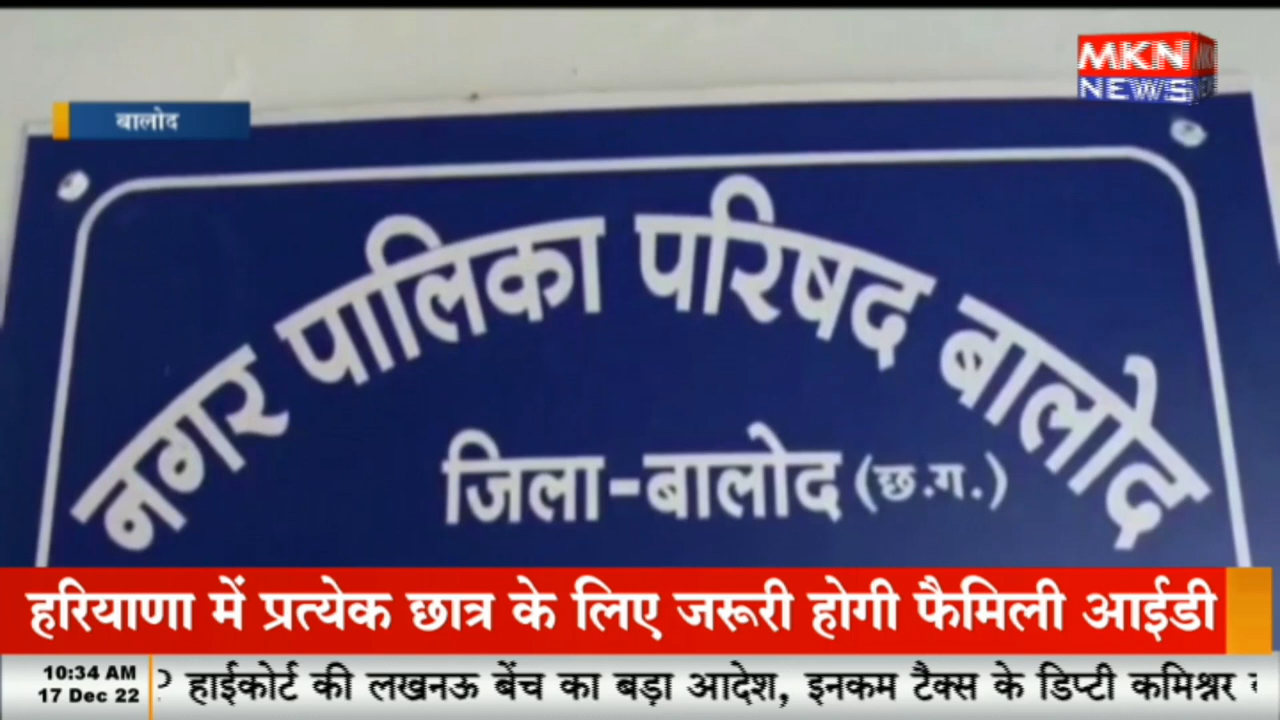 MKN
NEWS
बालोद
नगर पालिका परिषद बालोद
जिला-बालोद (छ.ग.)
हरियाणा में प्रत्येक छात्र के लिए जरूरी होगी फैमिली आईडी
10:34 AM
17 Dec 22
हाईकोर्ट की लखनऊ बेंच का बड़ा आदेश, इनकम टैक्स के डिप्टी कमिश्नर